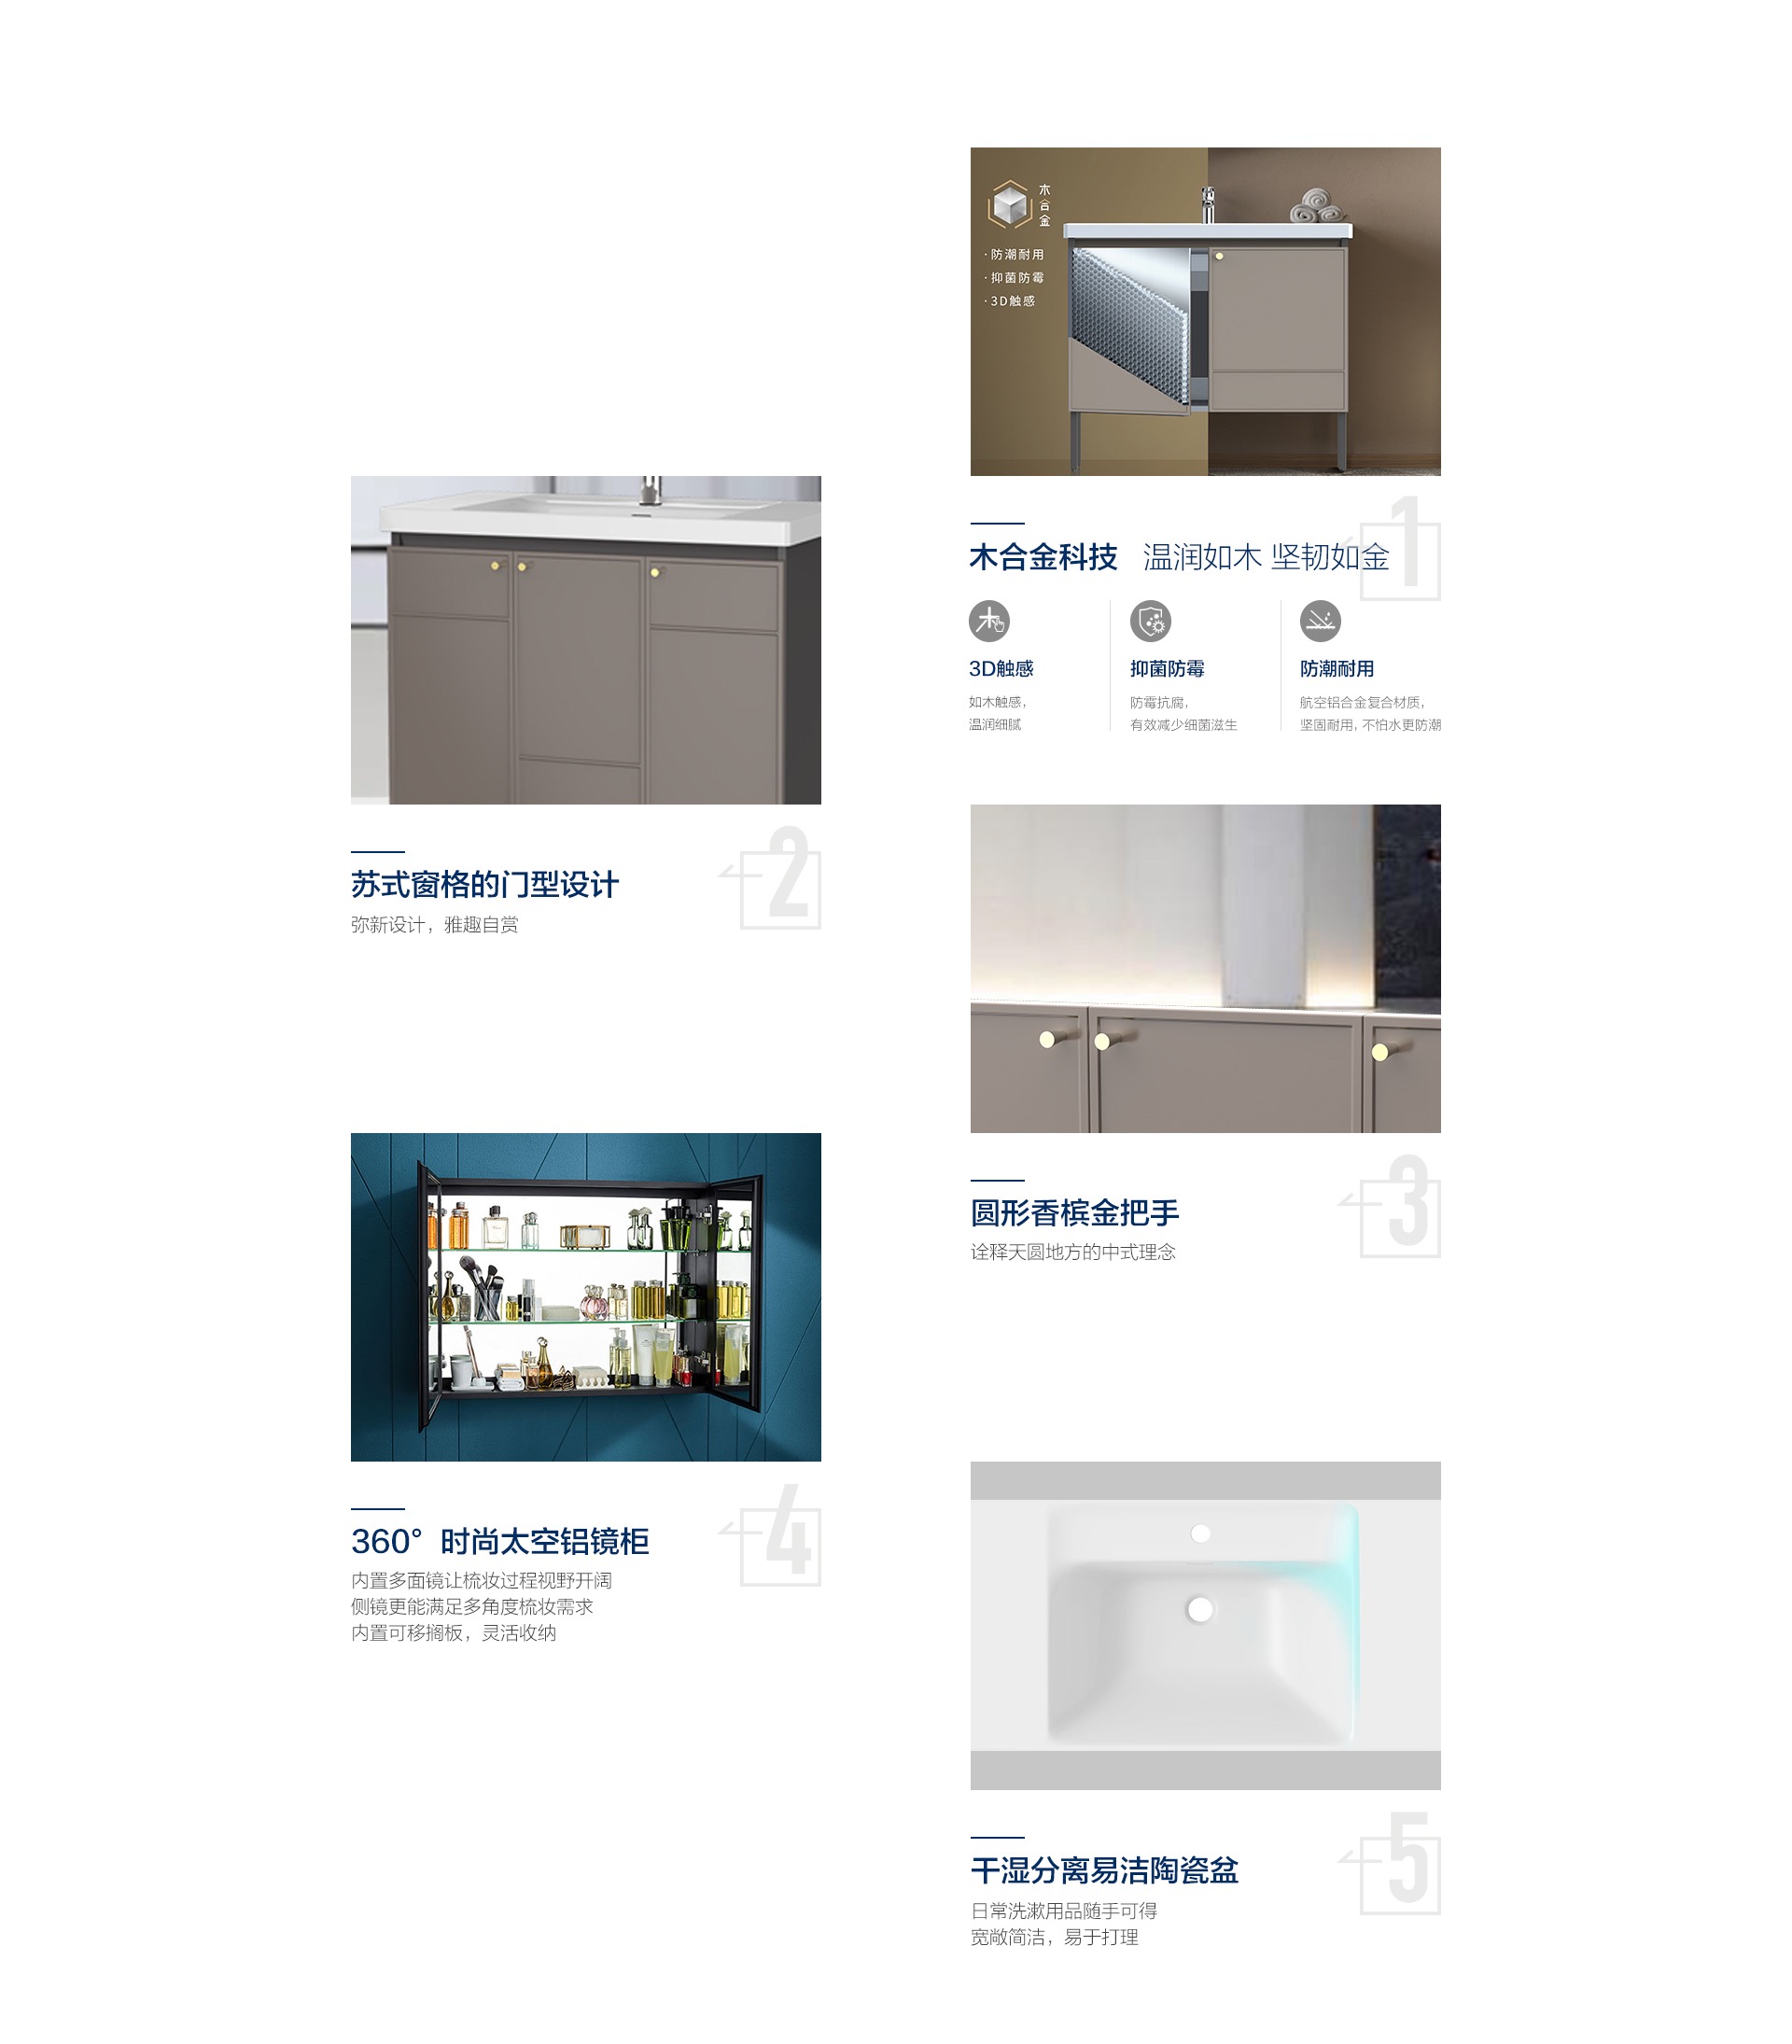 木合金
·防潮耐用
·抑菌防霉
·3D触感
1
木合金科技 温润如木 坚韧如金
3D触感
如木触感，
温润细腻
抑菌防霉
防霉抗腐，
有效减少细菌滋生
防潮耐用
航空铝合金复合材质，
坚固耐用，不怕水更防潮
2
苏式窗格的门型设计
弥新设计，雅趣自赏
3
圆形香槟金把手
诠释天圆地方的中式理念
4
360°时尚太空铝镜柜
内置多面镜让梳妆过程视野开阔
侧镜更能满足多角度梳妆需求
内置可移搁板，灵活收纳
5
干湿分离易洁陶瓷盆
日常洗漱用品随手可得
宽敞简洁，易于打理